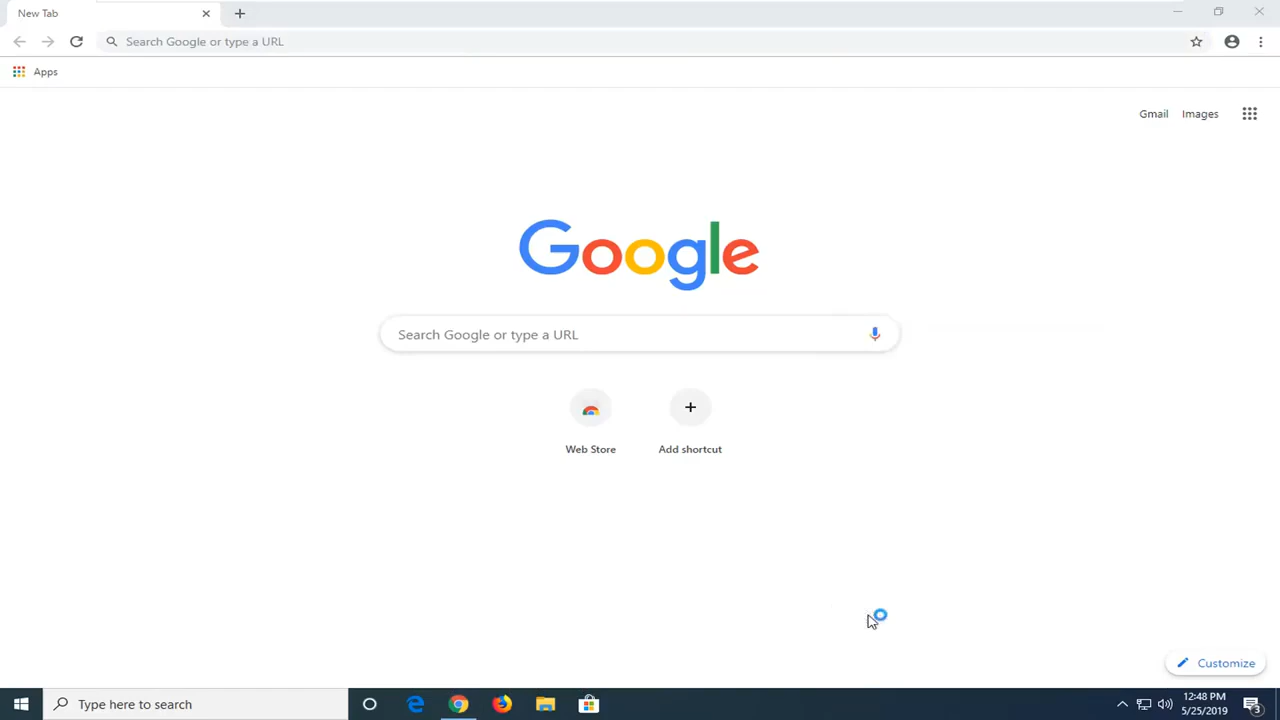 New Tab
Search Google or type a URL
Apps
Gmail Images
Google
Search Google or type a URL
Web Store Add shortcut
Customize
Type here to search
12:48 PM
5/25/2019
3